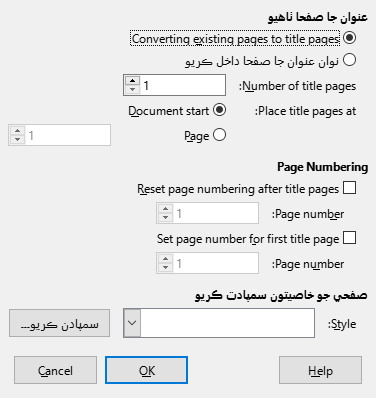 عنوان جا صفحا ٺاهيو
Converting existing pages to title pages
نوان عنوان جا صفحا داخل ڪريو
Number of title pages: 1
Place title pages at: Document start
Page 1
Page Numbering
Reset page numbering after title pages
Page number: 1
Set page number for first title page
Page number: 1
صفحي جو خاصيتون سمپادت ڪريو
Style: سمپادن ڪريو...
Help OK Cancel